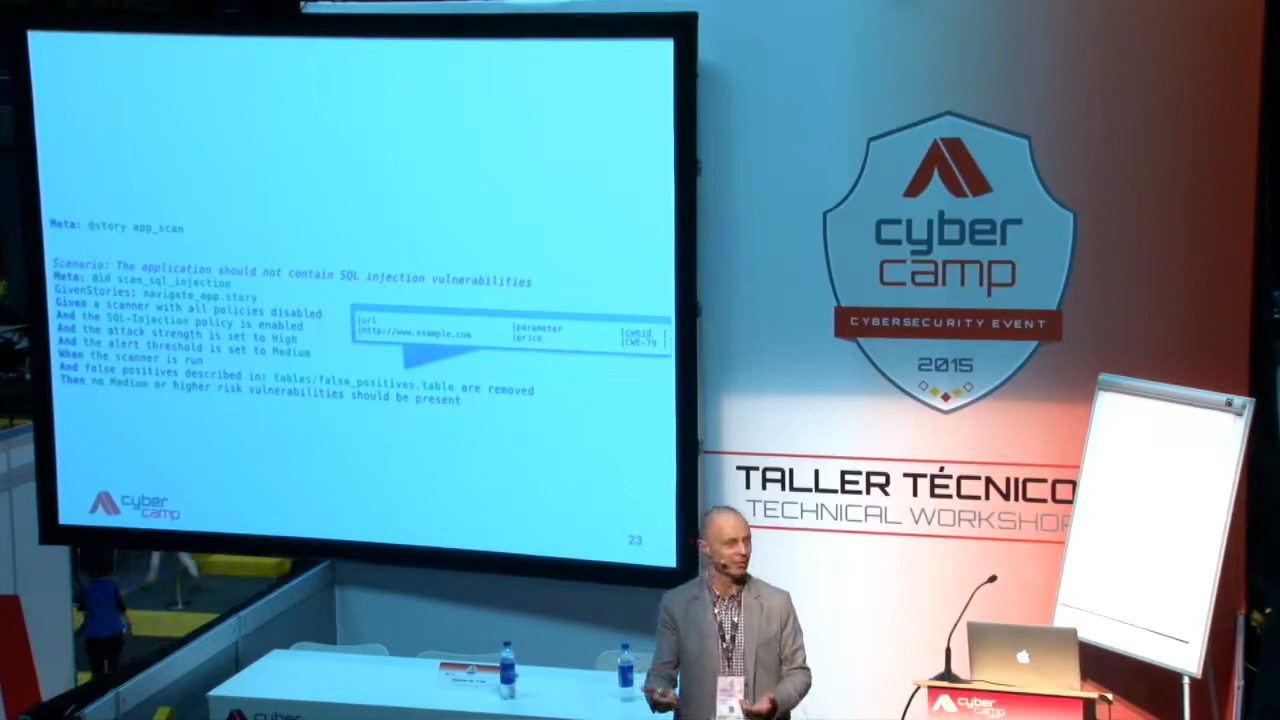 Meta: @story app_scan
Scenario: The application should not contain SQL injection vulnerabilities
Meta: @id scan_sql_injection
GivenStories: navigate_app.story
Given a scanner with all policies disabled
And the SQL-Injection policy is enabled
And the attack strength is set to High
And the alert threshold is set to Medium
When the scanner is run
And false positives described in: tables/false_positives.table are removed
Then no Medium or higher risk vulnerabilities should be present
|url |parameter |cweid |
|http://www.example.com |price |CWE-79 |
cyber
camp
23
cyber
camp
CYBERSECURITY EVENT
2015
TALLER TÉCNICO
TECHNICAL WORKSHOP
cyber
cyber
camp